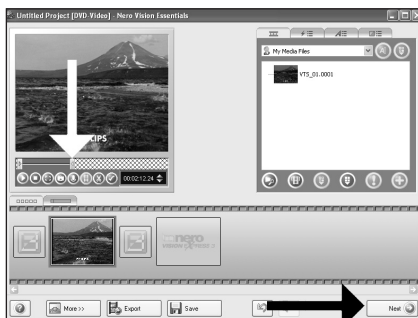 Untitled Project [DVD-Video] - Nero Vision Essentials
My Media Files
VTS_01.0001
00:02:12.24
nero
More >>
Export
Save
Next